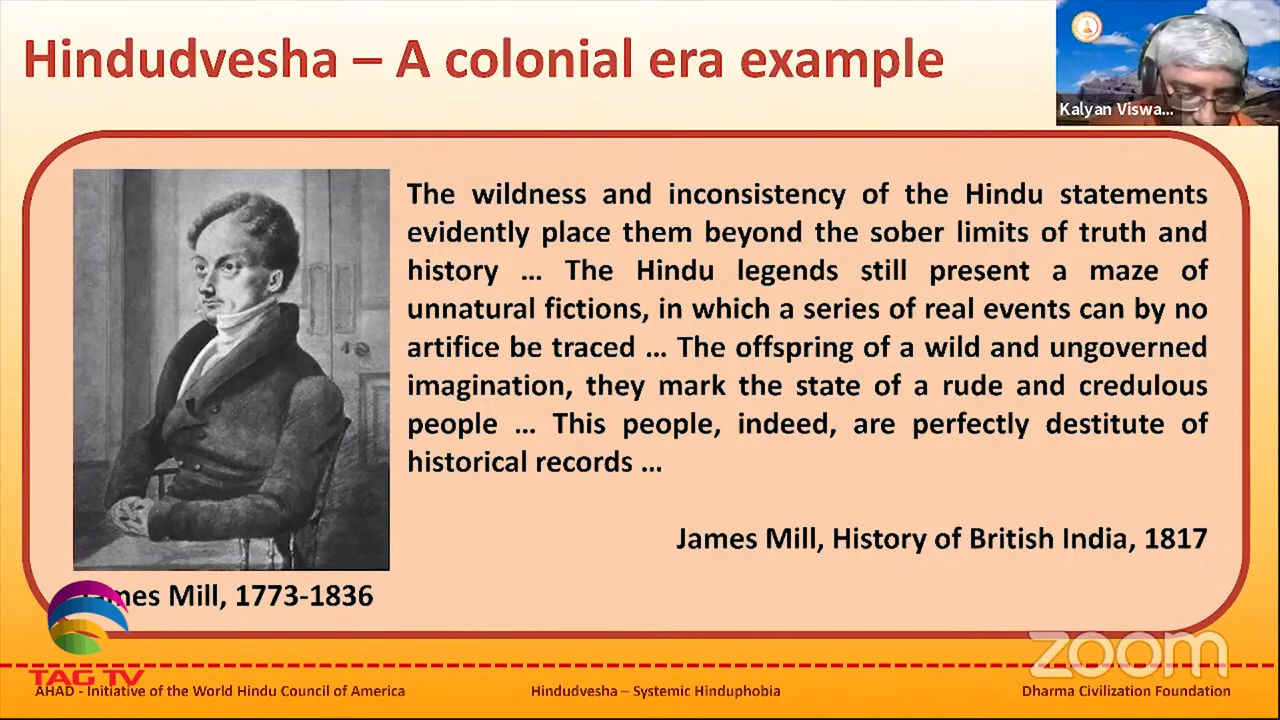 Hindudvesha – A colonial era example
Kalyan Viswa...
The wildness and inconsistency of the Hindu statements
evidently place them beyond the sober limits of truth and
history ... The Hindu legends still present a maze of
unnatural fictions, in which a series of real events can by no
artifice be traced ... The offspring of a wild and ungoverned
imagination, they mark the state of a rude and credulous
people ... This people, indeed, are perfectly destitute of
historical records ...
James Mill, History of British India, 1817
James Mill, 1773-1836
zoom
TAG TV
AHAD - Initiative of the World Hindu Council of America
Hindudvesha – Systemic Hinduphobia
Dharma Civilization Foundation